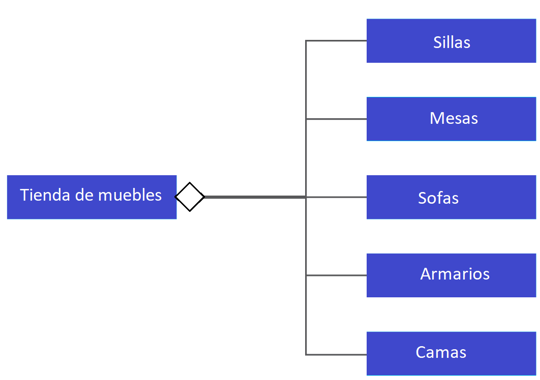 Sillas
Mesas
Tienda de muebles
Sofas
Armarios
Camas